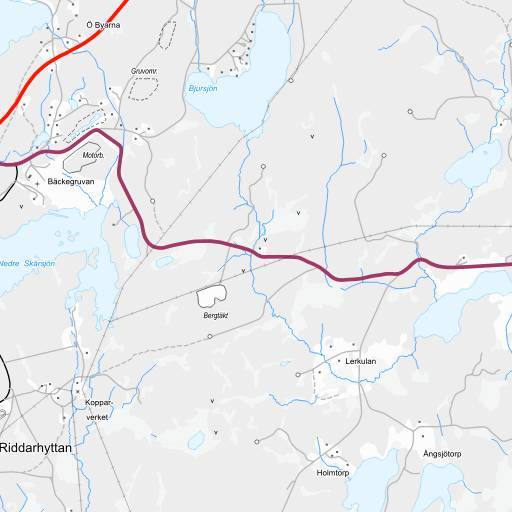 Ö Byarna
Gruvomr.
Bjursjön
Motorb.
Bäckegruvan
Nedre Skärsjön
Bergtäkt
Lerkulan
Koppar-
verket
Riddarhyttan
Ängsjötorp
Holmtorp